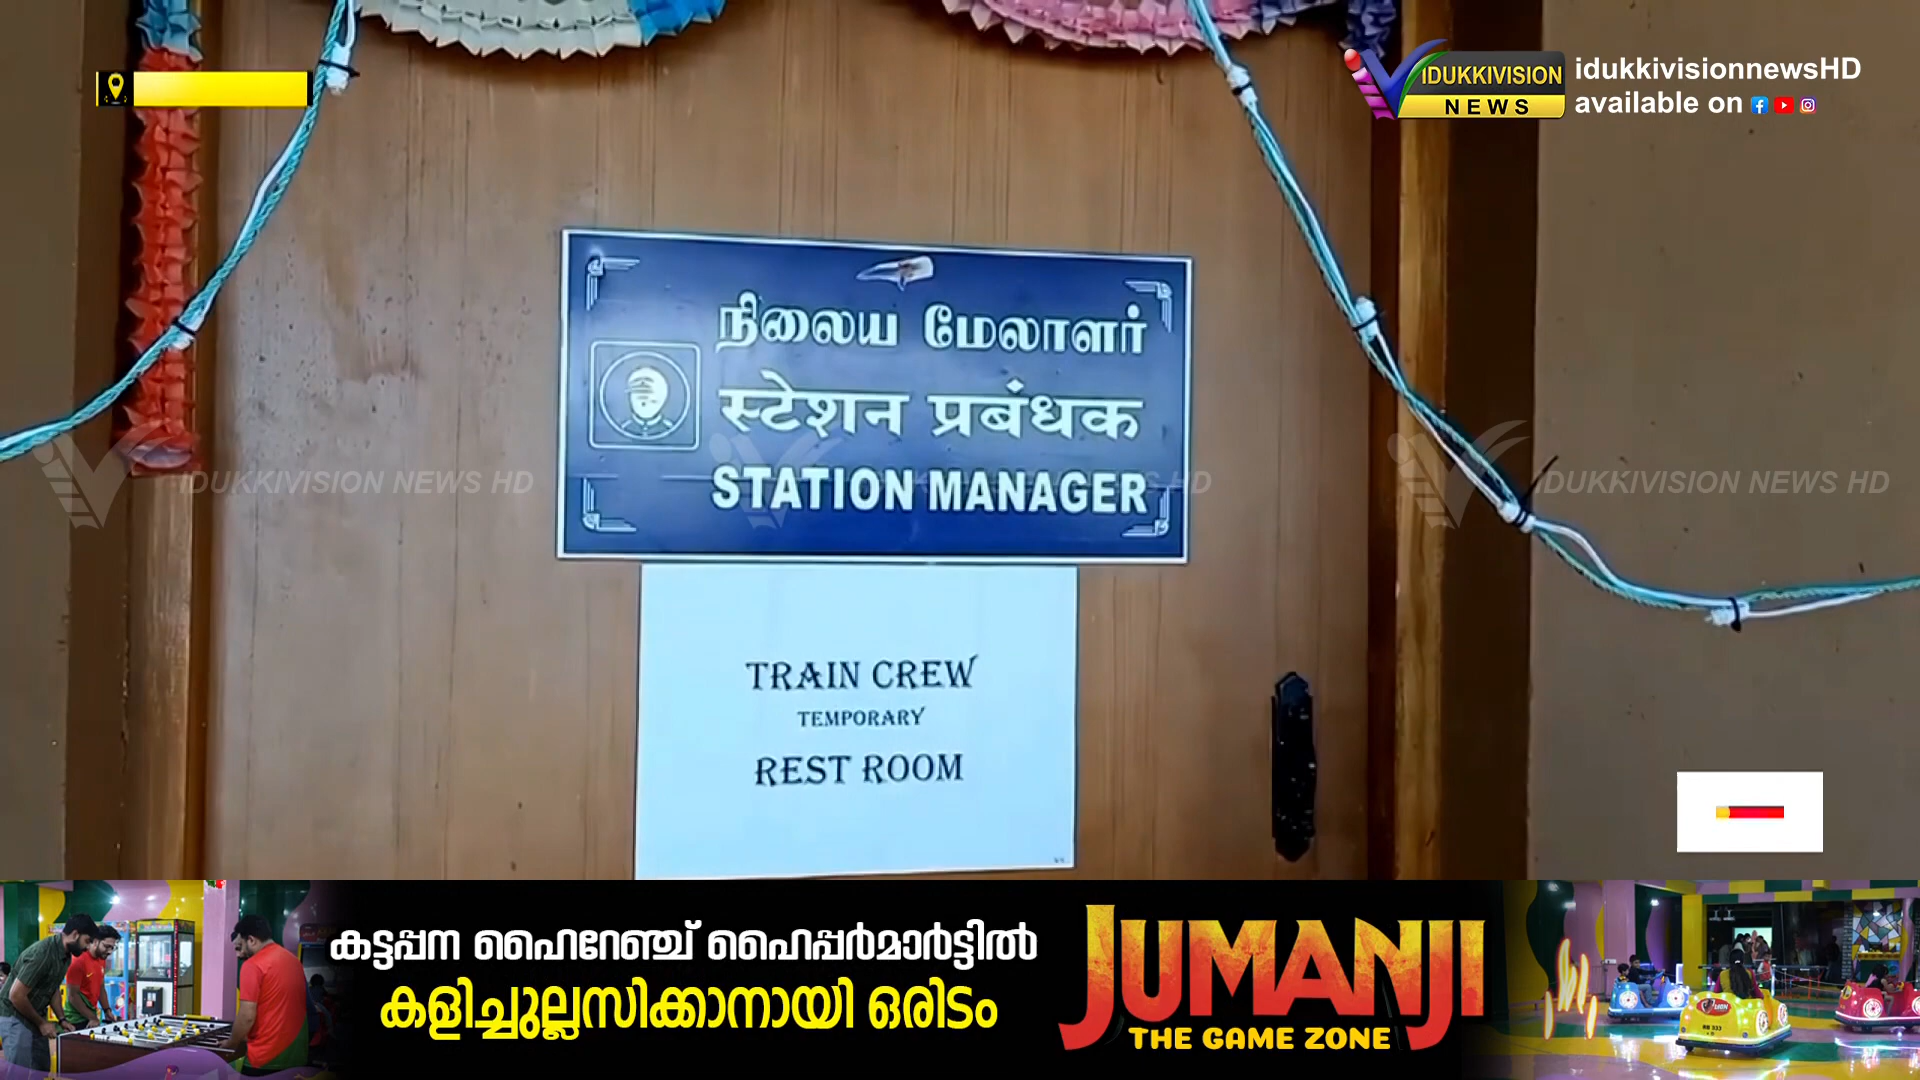 IDUKKIVISION
NEWS
idukkivisionnewsHD
available on
நிலைய மேலாளர்
स्टेशन प्रबंधक
STATION MANAGER
IDUKKIVISION NEWS HD
IDUKKIVISION NEWS HD
TRAIN CREW
TEMPORARY
REST ROOM
കട്ടപ്പന ഹൈറേഞ്ച് ഹൈപ്പർമാർട്ടിൽ
കളിച്ചുല്ലസിക്കാനായി ഒരിടം
JUMANJI
THE GAME ZONE